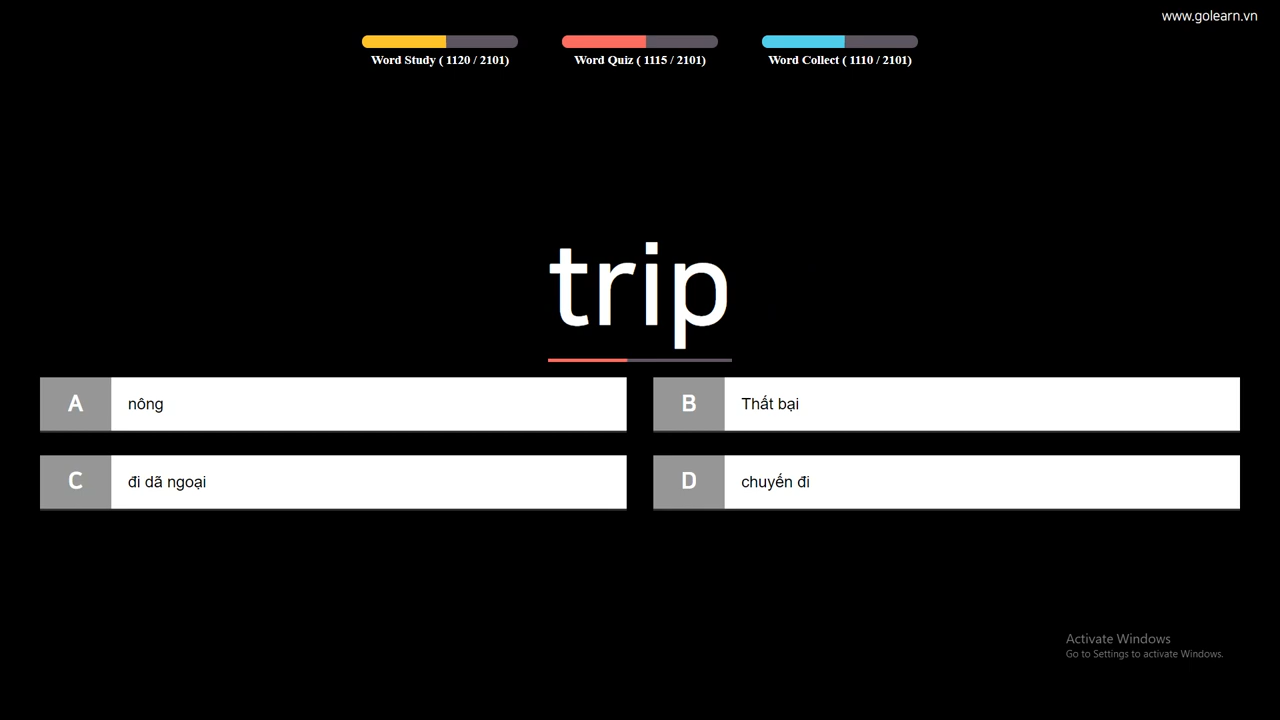 www.golearn.vn
Word Study ( 1120 / 2101)
Word Quiz ( 1115 / 2101)
Word Collect ( 1110 / 2101)
trip
A nông
B Thất bại
C đi dã ngoại
D chuyến đi
Activate Windows
Go to Settings to activate Windows.